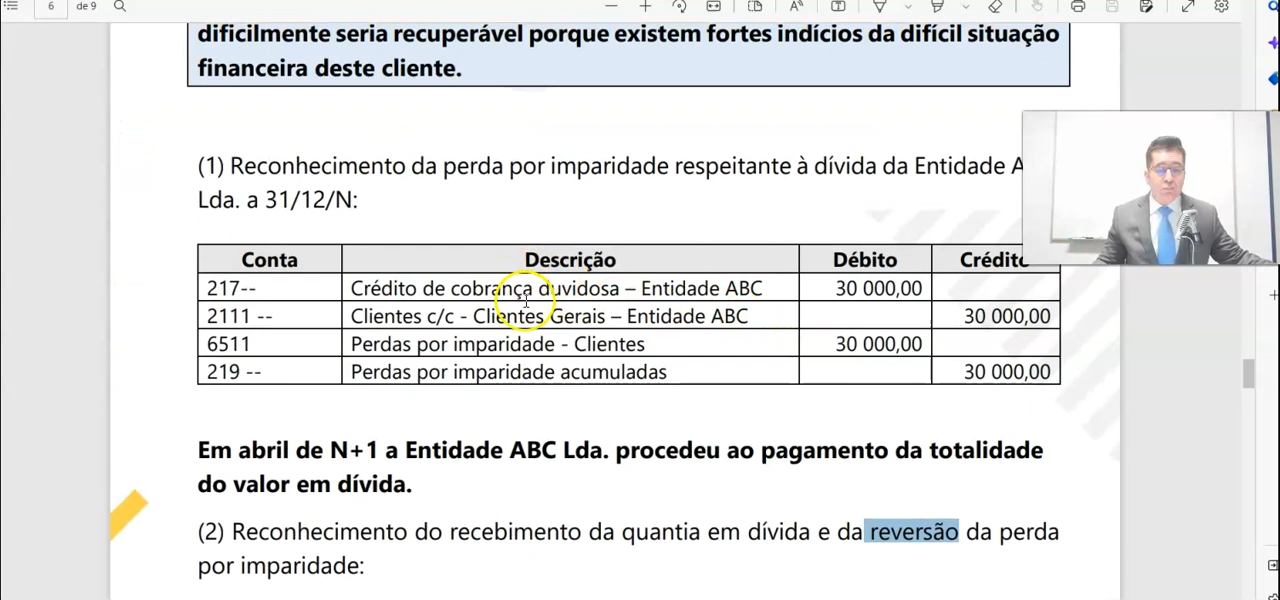 6 de 9
dificilmente seria recuperável porque existem fortes indícios da difícil situação
financeira deste cliente.
(1) Reconhecimento da perda por imparidade respeitante à dívida da Entidade A
Lda. a 31/12/N:
Conta Descrição Débito Crédito
217-- Crédito de cobrança duvidosa – Entidade ABC 30 000,00
2111 -- Clientes c/c - Clientes Gerais – Entidade ABC 30 000,00
6511 Perdas por imparidade - Clientes 30 000,00
219 -- Perdas por imparidade acumuladas 30 000,00
Em abril de N+1 a Entidade ABC Lda. procedeu ao pagamento da totalidade
do valor em dívida.
(2) Reconhecimento do recebimento da quantia em dívida e da reversão da perda
por imparidade: